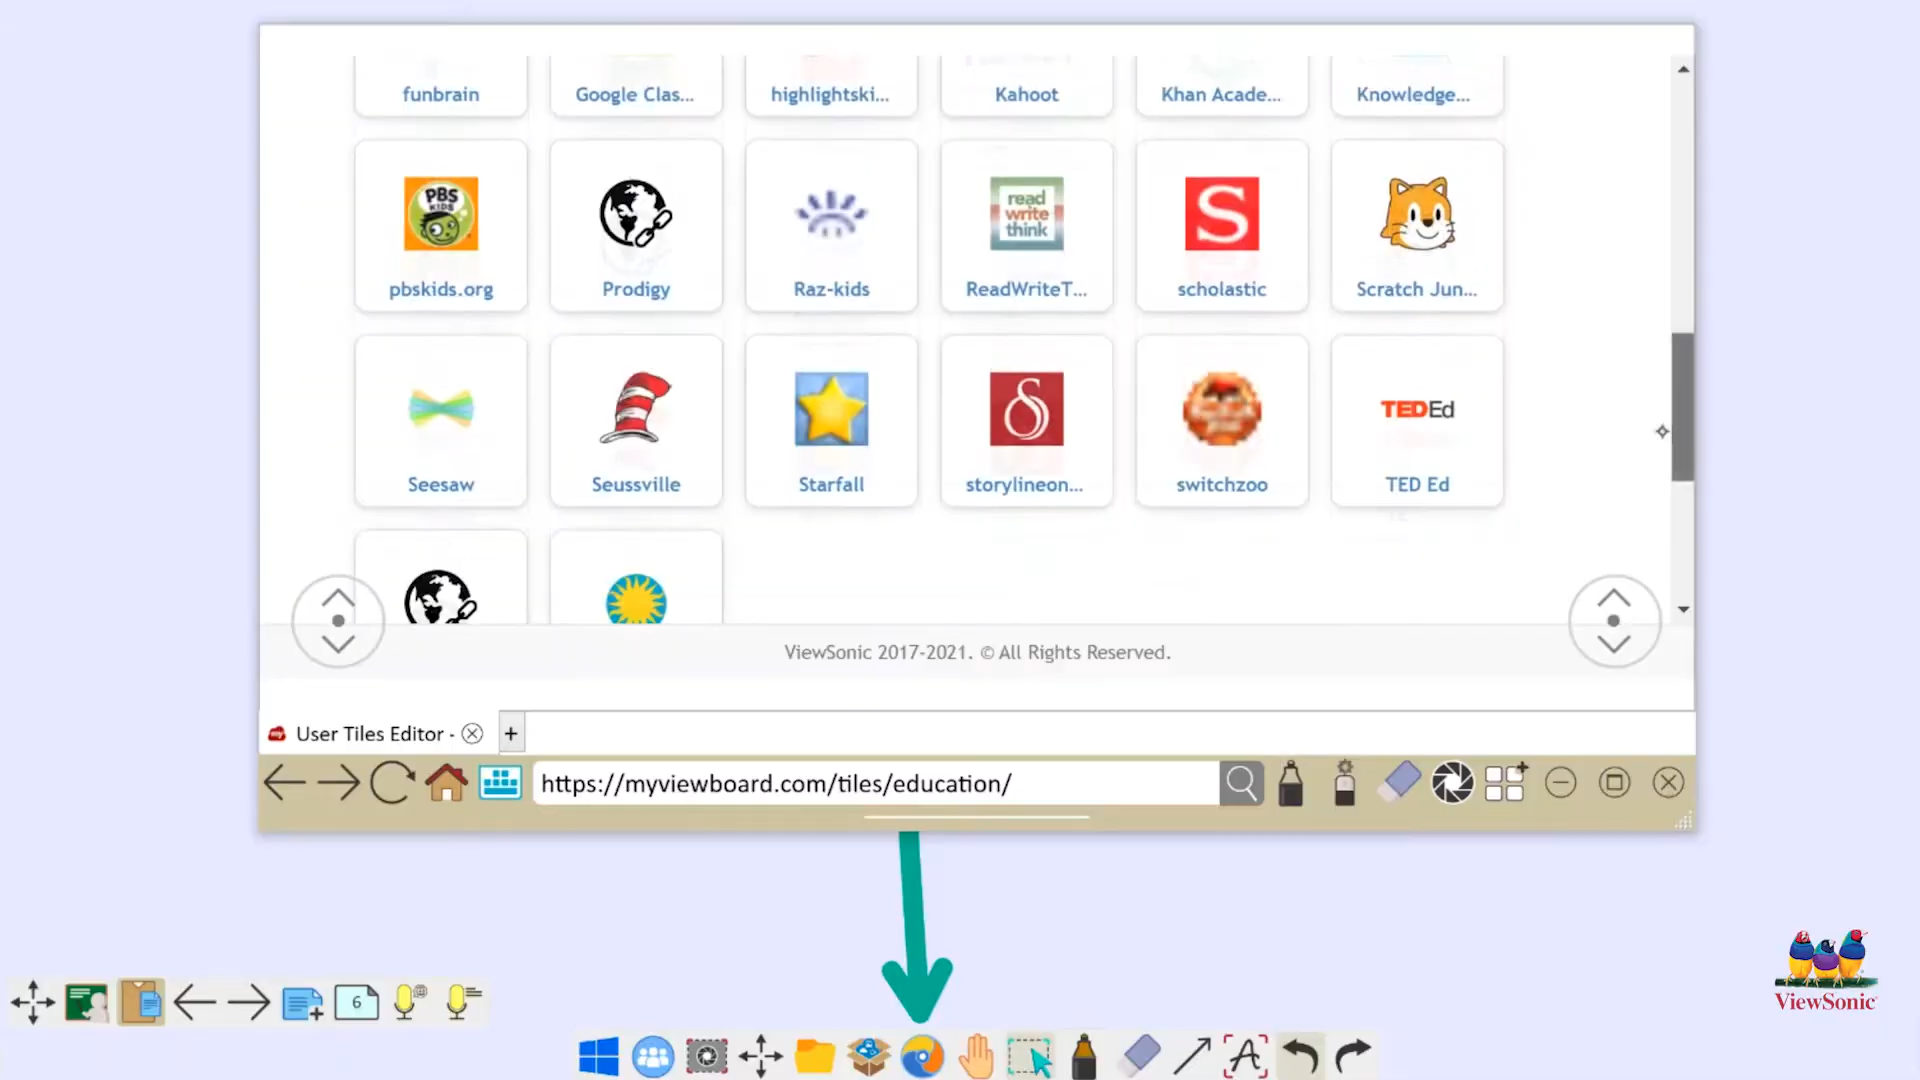 funbrain
Google Clas...
highlightski...
Kahoot
Khan Acade...
Knowledge...
PBS
KIDS
read
write
think
S
pbskids.org
Prodigy
Raz-kids
ReadWriteT...
scholastic
Scratch Jun...
TEDEd
Seesaw
Seussville
Starfall
storylineon...
switchzoo
TED Ed
ViewSonic 2017-2021. © All Rights Reserved.
User Tiles Editor -
+
https://myviewboard.com/tiles/education/
6
A
ViewSonic